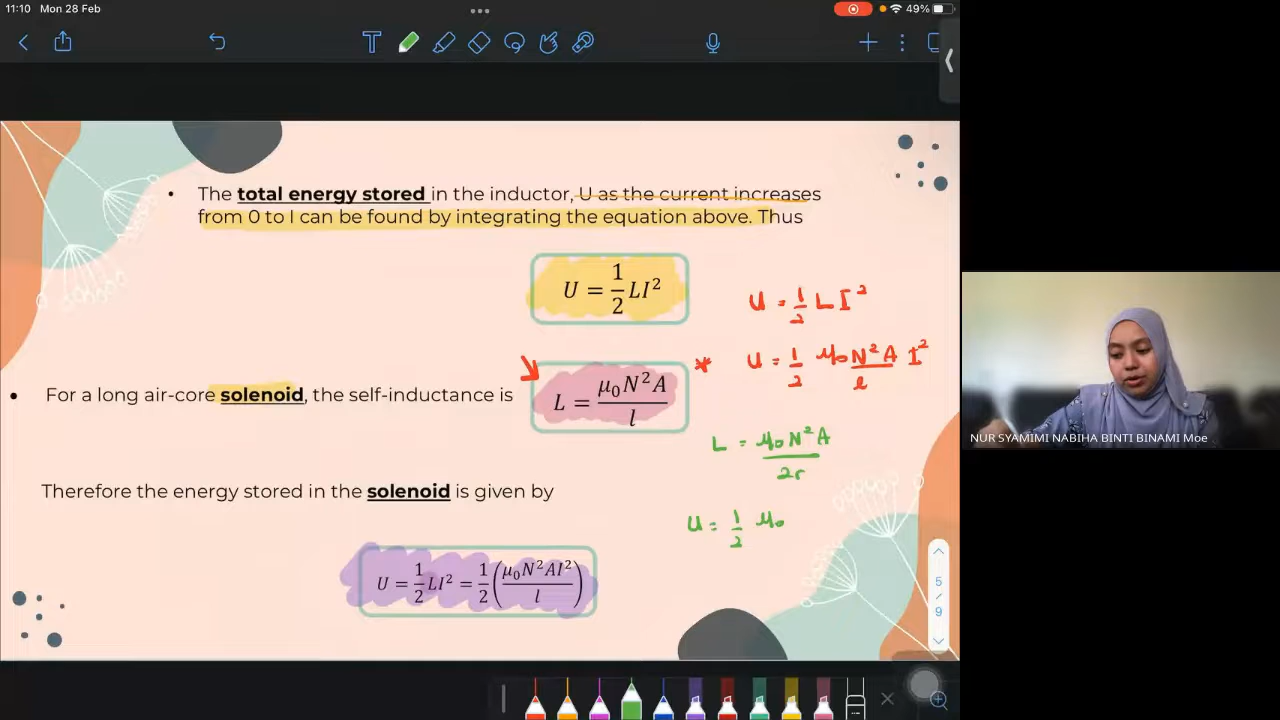 11:10 Mon 28 Feb
49%
• The total energy stored in the inductor, U as the current increases
from 0 to I can be found by integrating the equation above. Thus
U = 1/2 LI²
U = 1/2 L I²
* U = 1/2 μ₀N²A/l I²
• For a long air-core solenoid, the self-inductance is
L = μ₀N²A/l
L = μ₀N²A/2r
Therefore the energy stored in the solenoid is given by
U = 1/2 μ₀
U = 1/2 LI² = 1/2 (μ₀N²AI²/l)
5
/
9
NUR SYAMIMI NABIHA BINTI BINAMI Moe